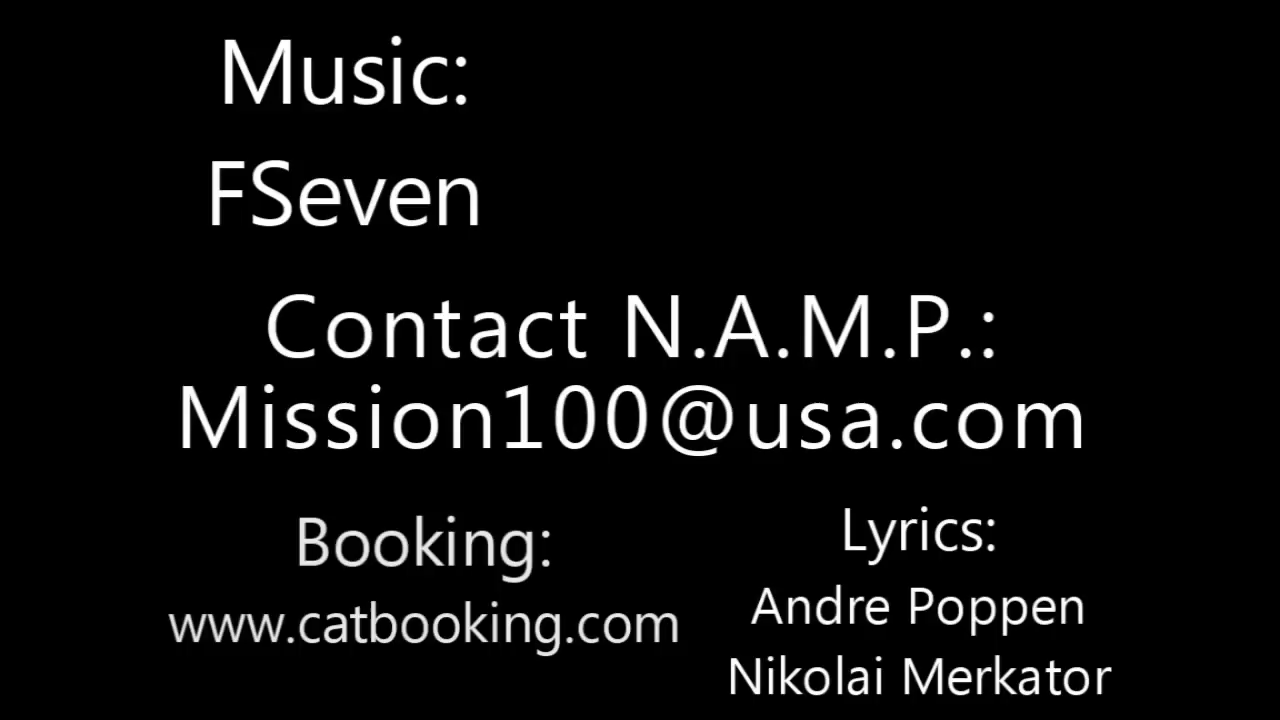 Music:
FSeven
Contact N.A.M.P.:
Mission100@usa.com
Booking:
www.catbooking.com
Lyrics:
Andre Poppen
Nikolai Merkator